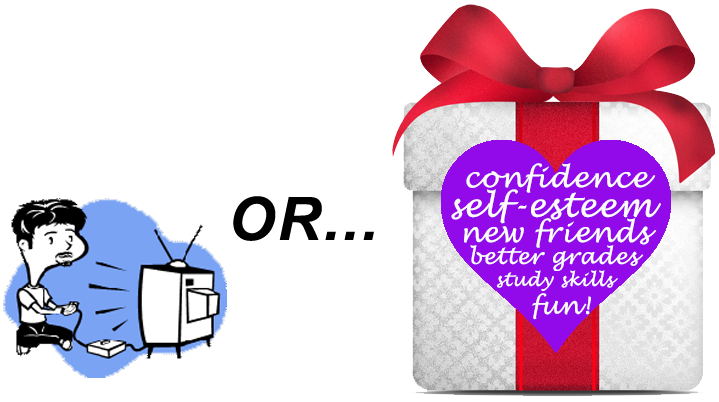 OR...
confidence
self-esteem
new friends
better grades
study skills
fun!